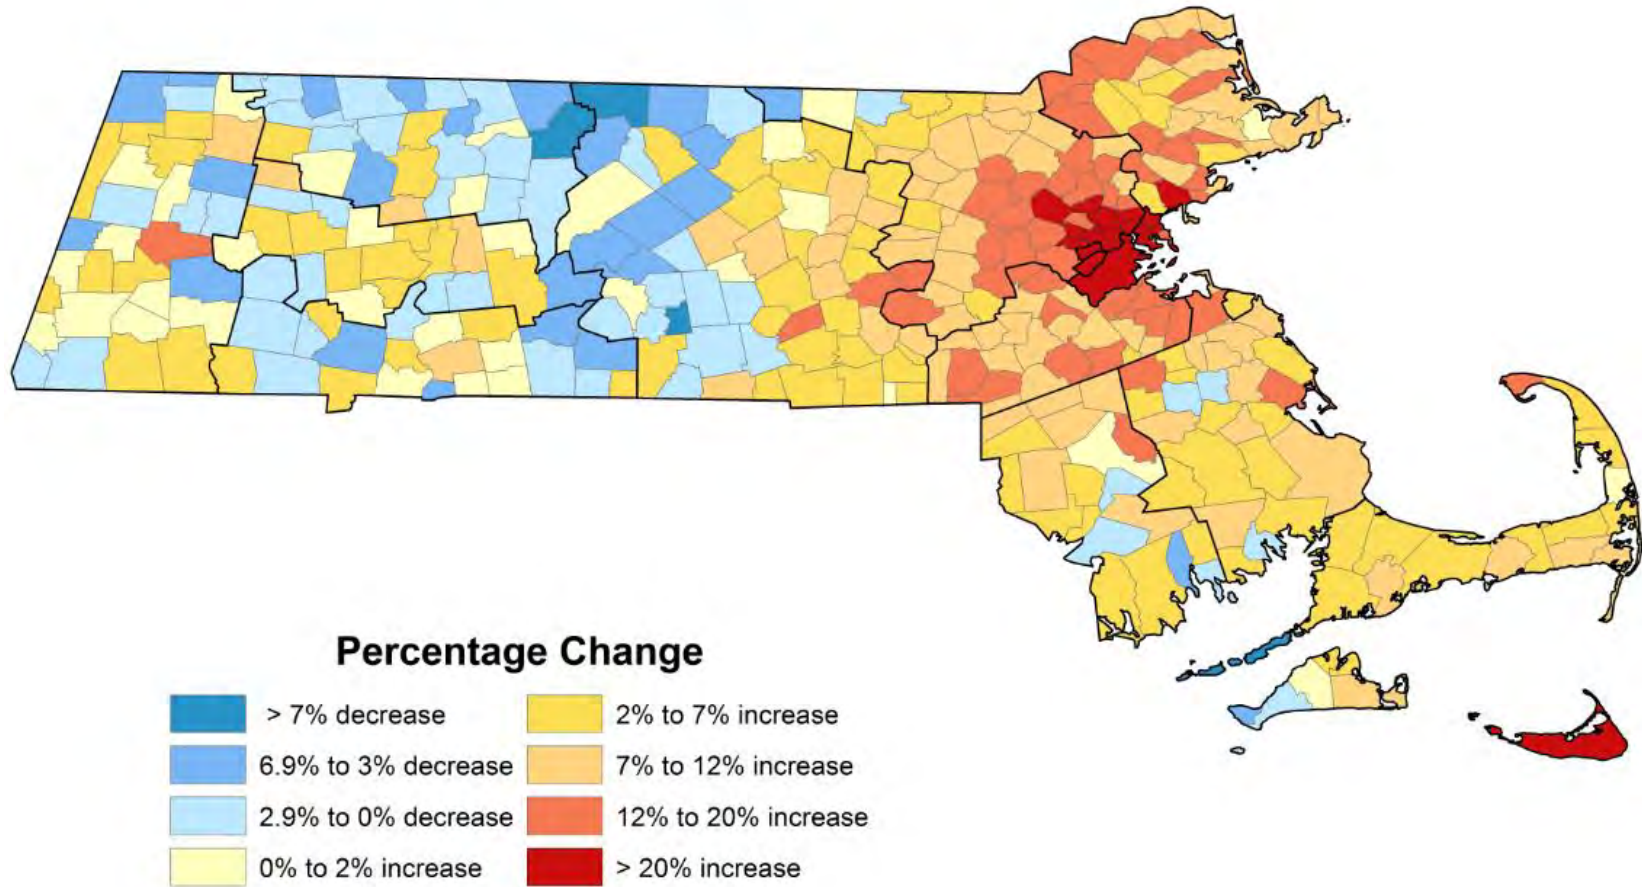 Percentage Change
> 7% decrease
6.9% to 3% decrease
2.9% to 0% decrease
0% to 2% increase
2% to 7% increase
7% to 12% increase
12% to 20% increase
> 20% increase